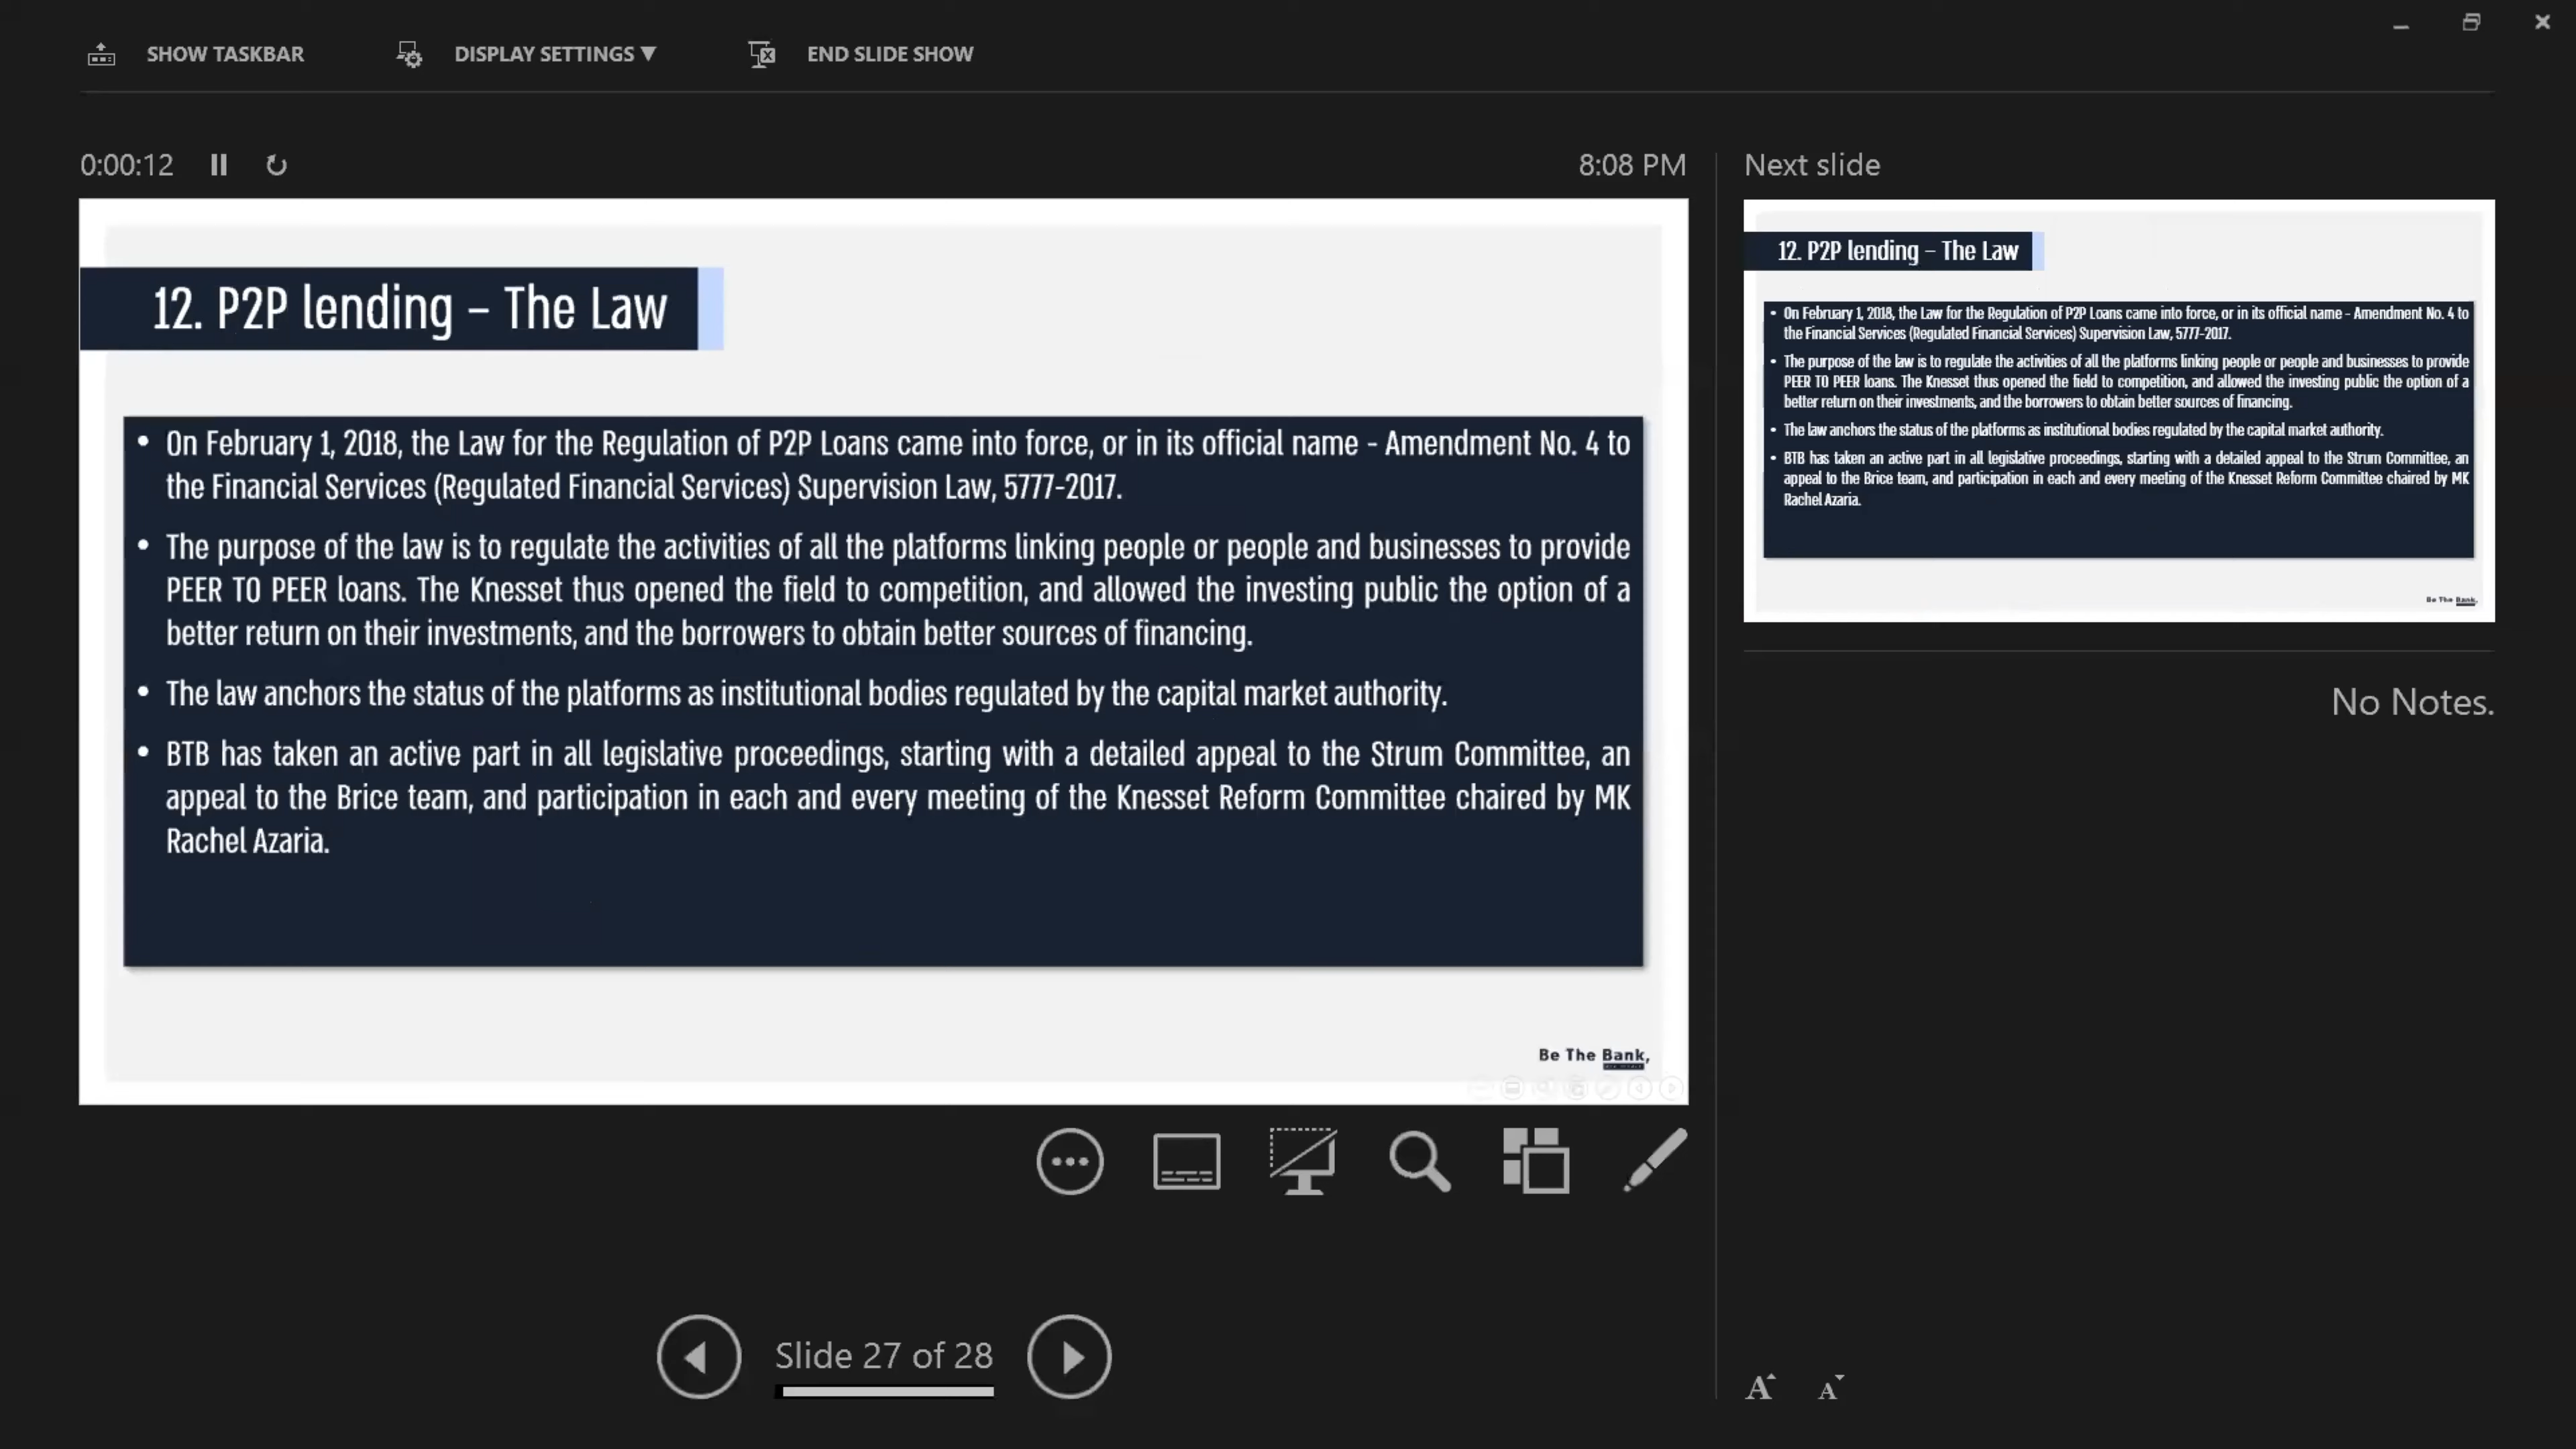 SHOW TASKBAR
DISPLAY SETTINGS ▼
END SLIDE SHOW
0:00:12
8:08 PM
Next slide
12. P2P lending – The Law
• On February 1, 2018, the Law for the Regulation of P2P Loans came into force, or in its official name - Amendment No. 4 to
the Financial Services (Regulated Financial Services) Supervision Law, 5777-2017.
• The purpose of the law is to regulate the activities of all the platforms linking people or people and businesses to provide
PEER TO PEER loans. The Knesset thus opened the field to competition, and allowed the investing public the option of a
better return on their investments, and the borrowers to obtain better sources of financing.
• The law anchors the status of the platforms as institutional bodies regulated by the capital market authority.
• BTB has taken an active part in all legislative proceedings, starting with a detailed appeal to the Strum Committee, an
appeal to the Brice team, and participation in each and every meeting of the Knesset Reform Committee chaired by MK
Rachel Azaria.
Be The Bank,
12. P2P lending – The Law
• On February 1, 2018, the Law for the Regulation of P2P Loans came into force, or in its official name - Amendment No. 4 to
the Financial Services (Regulated Financial Services) Supervision Law, 5777-2017.
• The purpose of the law is to regulate the activities of all the platforms linking people or people and businesses to provide
PEER TO PEER loans. The Knesset thus opened the field to competition, and allowed the investing public the option of a
better return on their investments, and the borrowers to obtain better sources of financing.
• The law anchors the status of the platforms as institutional bodies regulated by the capital market authority.
• BTB has taken an active part in all legislative proceedings, starting with a detailed appeal to the Strum Committee, an
appeal to the Brice team, and participation in each and every meeting of the Knesset Reform Committee chaired by MK
Rachel Azaria.
Be The Bank,
No Notes.
Slide 27 of 28
A A